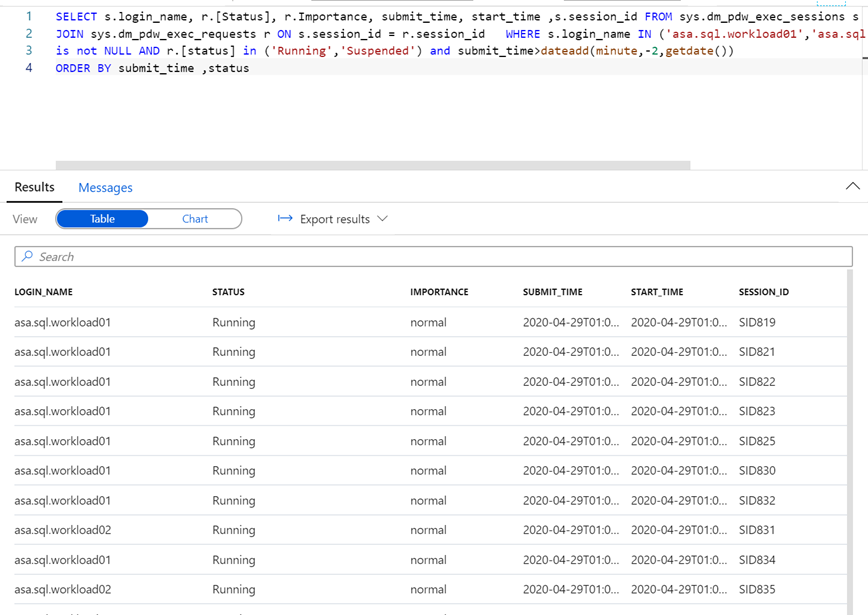 1 SELECT s.login_name, r.[Status], r.Importance, submit_time, start_time ,s.session_id FROM sys.dm_pdw_exec_sessions s
2 JOIN sys.dm_pdw_exec_requests r ON s.session_id = r.session_id WHERE s.login_name IN ('asa.sql.workload01','asa.sql
3 is not NULL AND r.[status] in ('Running','Suspended') and submit_time>dateadd(minute,-2,getdate())
4 ORDER BY submit_time ,status
Results Messages
View Table Chart Export results
Search
LOGIN_NAME STATUS IMPORTANCE SUBMIT_TIME START_TIME SESSION_ID
asa.sql.workload01 Running normal 2020-04-29T01:0... 2020-04-29T01:0... SID819
asa.sql.workload01 Running normal 2020-04-29T01:0... 2020-04-29T01:0... SID821
asa.sql.workload01 Running normal 2020-04-29T01:0... 2020-04-29T01:0... SID822
asa.sql.workload01 Running normal 2020-04-29T01:0... 2020-04-29T01:0... SID823
asa.sql.workload01 Running normal 2020-04-29T01:0... 2020-04-29T01:0... SID825
asa.sql.workload01 Running normal 2020-04-29T01:0... 2020-04-29T01:0... SID830
asa.sql.workload01 Running normal 2020-04-29T01:0... 2020-04-29T01:0... SID832
asa.sql.workload02 Running normal 2020-04-29T01:0... 2020-04-29T01:0... SID831
asa.sql.workload01 Running normal 2020-04-29T01:0... 2020-04-29T01:0... SID834
asa.sql.workload02 Running normal 2020-04-29T01:0... 2020-04-29T01:0... SID835